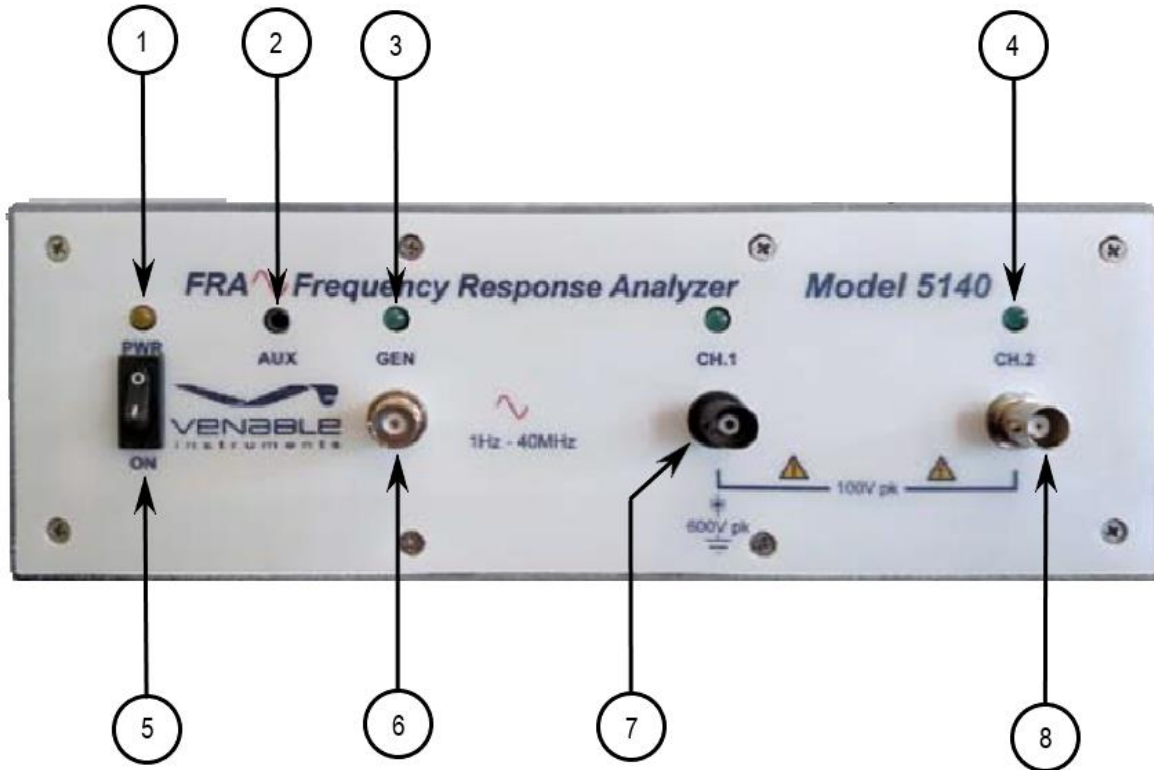 1 2 3 4
FRA Frequency Response Analyzer Model 5140
PWR AUX GEN CH.1 CH.2
VENABLE
instruments
1Hz - 40MHz
ON
100V pk
600V pk
5 6 7 8